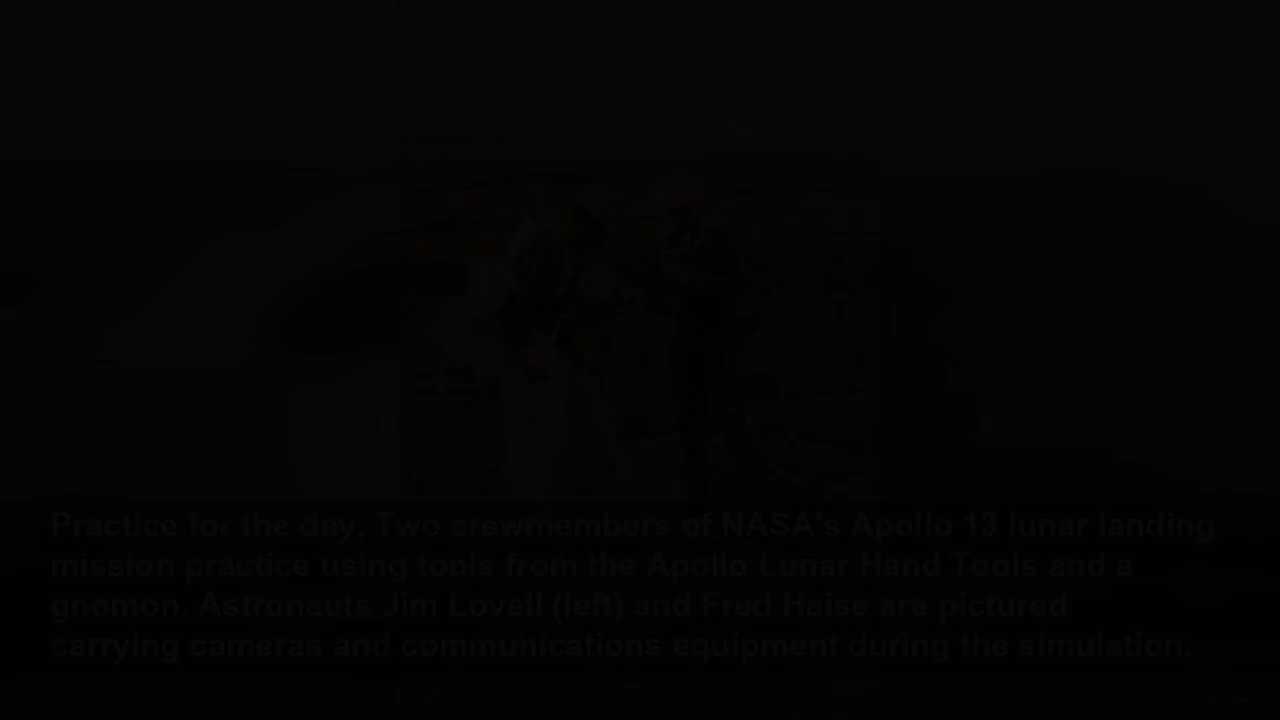 Practice for the day, Two crewmembers of NASA's Apollo 13 lunar landing
mission practice using tools from the Apollo Lunar Hand Tools and a
gnomon. Astronauts Jim Lovell (left) and Fred Haise are pictured
carrying cameras and communications equipment during the simulation.